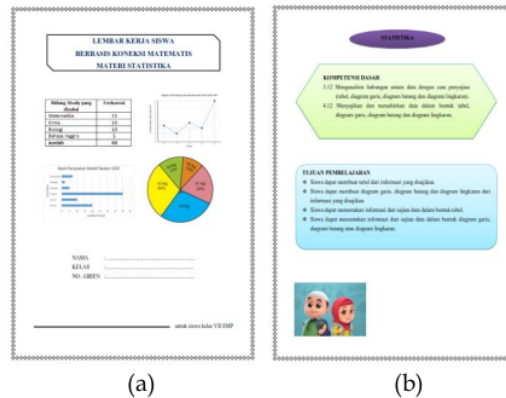 LEMBAR KERJA SISWA
BERBASIS KONEKSI MATEMATIS
MATERI STATISTIKA
Bidang Study yang disukai
Frekuensi
Matematika
Kimia
Biologi
Bahasa Inggris
Jumlah
NAMA :
KELAS :
NO. ABSEN :
untuk siswa kelas VII SMP
(a)
STATISTIKA
KOMPETENSI DASAR
3.12 Menganalisis hubungan antara data dengan cara penyajian
(tabel, diagram garis, diagram batang dan diagram lingkaran).
4.12 Menyajikan dan menafsirkan data dalam bentuk tabel,
diagram garis, diagram batang dan diagram lingkaran.
TUJUAN PEMBELAJARAN
Siswa dapat membuat tabel dari informasi yang disajikan.
Siswa dapat membuat diagram garis, diagram batang dan diagram lingkaran dari
informasi yang disajikan.
Siswa dapat menentukan informasi dari sajian data dalam bentuk tabel.
Siswa dapat menentukan informasi dari sajian data dalam bentuk diagram garis,
diagram batang atau diagram lingkaran.
(b)